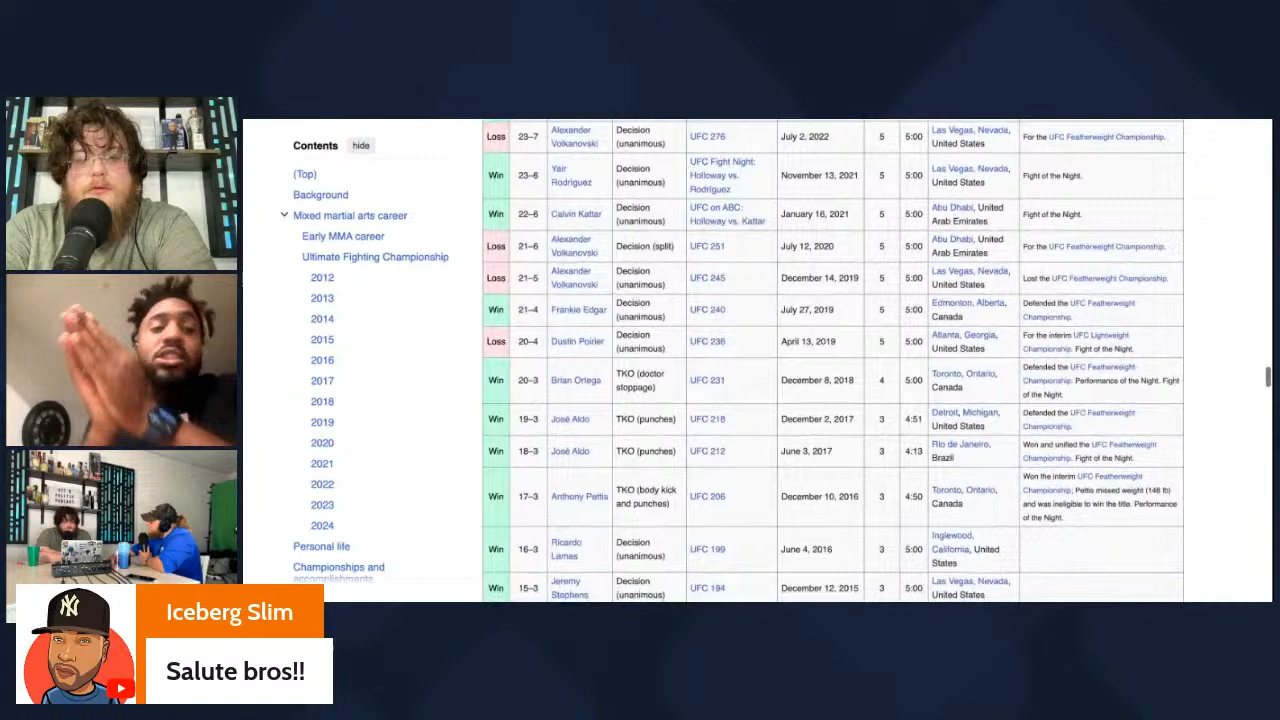 Contents hide
(Top)
Background
Mixed martial arts career
Early MMA career
Ultimate Fighting Championship
2012
2013
2014
2015
2016
2017
2018
2019
2020
2021
2022
2023
2024
Personal life
Championships and
accomplishments
Loss 23–7 Alexander Volkanovski Decision (unanimous) UFC 276 July 2, 2022 5 5:00 Las Vegas, Nevada, United States For the UFC Featherweight Championship.
Win 23–6 Yair Rodríguez Decision (unanimous) UFC Fight Night: Holloway vs. Rodríguez November 13, 2021 5 5:00 Las Vegas, Nevada, United States Fight of the Night.
Win 22–6 Calvin Kattar Decision (unanimous) UFC on ABC: Holloway vs. Kattar January 16, 2021 5 5:00 Abu Dhabi, United Arab Emirates Fight of the Night.
Loss 21–6 Alexander Volkanovski Decision (split) UFC 251 July 12, 2020 5 5:00 Abu Dhabi, United Arab Emirates For the UFC Featherweight Championship.
Loss 21–5 Alexander Volkanovski Decision (unanimous) UFC 245 December 14, 2019 5 5:00 Las Vegas, Nevada, United States Lost the UFC Featherweight Championship.
Win 21–4 Frankie Edgar Decision (unanimous) UFC 240 July 27, 2019 5 5:00 Edmonton, Alberta, Canada Defended the UFC Featherweight Championship.
Loss 20–4 Dustin Poirier Decision (unanimous) UFC 236 April 13, 2019 5 5:00 Atlanta, Georgia, United States For the interim UFC Lightweight Championship. Fight of the Night.
Win 20–3 Brian Ortega TKO (doctor stoppage) UFC 231 December 8, 2018 4 5:00 Toronto, Ontario, Canada Defended the UFC Featherweight Championship. Performance of the Night. Fight of the Night.
Win 19–3 José Aldo TKO (punches) UFC 218 December 2, 2017 3 4:51 Detroit, Michigan, United States Defended the UFC Featherweight Championship.
Win 18–3 José Aldo TKO (punches) UFC 212 June 3, 2017 3 4:13 Rio de Janeiro, Brazil Won and unified the UFC Featherweight Championship. Fight of the Night.
Win 17–3 Anthony Pettis TKO (body kick and punches) UFC 206 December 10, 2016 3 4:50 Toronto, Ontario, Canada Won the interim UFC Featherweight Championship; Pettis missed weight (148 lb) and was ineligible to win the title. Performance of the Night.
Win 16–3 Ricardo Lamas Decision (unanimous) UFC 199 June 4, 2016 3 5:00 Inglewood, California, United States
Win 15–3 Jeremy Stephens Decision (unanimous) UFC 194 December 12, 2015 3 5:00 Las Vegas, Nevada, United States
Iceberg Slim
Salute bros!!